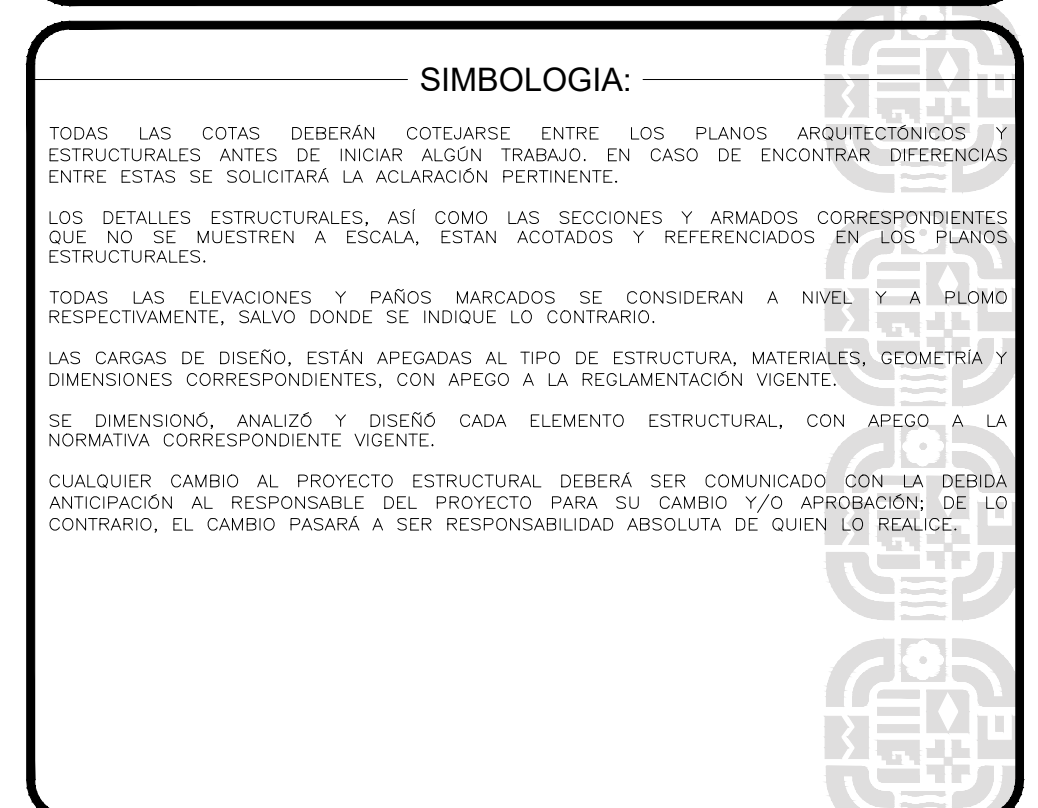 SIMBOLOGIA:
TODAS LAS COTAS DEBERÁN COTEJARSE ENTRE LOS PLANOS ARQUITECTÓNICOS Y
ESTRUCTURALES ANTES DE INICIAR ALGÚN TRABAJO. EN CASO DE ENCONTRAR DIFERENCIAS
ENTRE ESTAS SE SOLICITARÁ LA ACLARACIÓN PERTINENTE.
LOS DETALLES ESTRUCTURALES, ASÍ COMO LAS SECCIONES Y ARMADOS CORRESPONDIENTES
QUE NO SE MUESTREN A ESCALA, ESTAN ACOTADOS Y REFERENCIADOS EN LOS PLANOS
ESTRUCTURALES.
TODAS LAS ELEVACIONES Y PAÑOS MARCADOS SE CONSIDERAN A NIVEL Y A PLOMO
RESPECTIVAMENTE, SALVO DONDE SE INDIQUE LO CONTRARIO.
LAS CARGAS DE DISEÑO, ESTÁN APEGADAS AL TIPO DE ESTRUCTURA, MATERIALES, GEOMETRÍA Y
DIMENSIONES CORRESPONDIENTES, CON APEGO A LA REGLAMENTACIÓN VIGENTE.
SE DIMENSIONÓ, ANALIZÓ Y DISEÑÓ CADA ELEMENTO ESTRUCTURAL, CON APEGO A LA
NORMATIVA CORRESPONDIENTE VIGENTE.
CUALQUIER CAMBIO AL PROYECTO ESTRUCTURAL DEBERÁ SER COMUNICADO CON LA DEBIDA
ANTICIPACIÓN AL RESPONSABLE DEL PROYECTO PARA SU CAMBIO Y/O APROBACIÓN; DE LO
CONTRARIO, EL CAMBIO PASARÁ A SER RESPONSABILIDAD ABSOLUTA DE QUIEN LO REALICE.